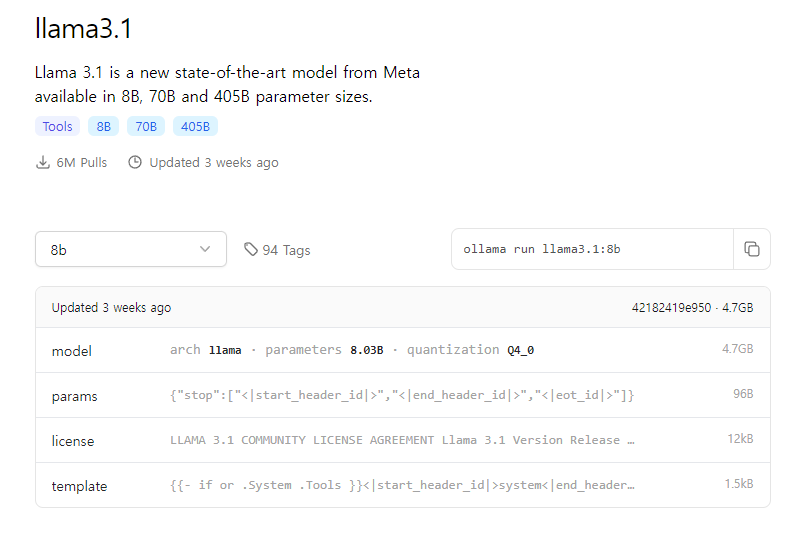 llama3.1
Llama 3.1 is a new state-of-the-art model from Meta
available in 8B, 70B and 405B parameter sizes.
Tools 8B 70B 405B
6M Pulls Updated 3 weeks ago
8b 94 Tags ollama run llama3.1:8b
Updated 3 weeks ago 42182419e950 · 4.7GB
model arch llama · parameters 8.03B · quantization Q4_0 4.7GB
params {"stop":["<|start_header_id|>","<|end_header_id|>","<|eot_id|>"]} 96B
license LLAMA 3.1 COMMUNITY LICENSE AGREEMENT Llama 3.1 Version Release … 12kB
template {{- if or .System .Tools }}<|start_header_id|>system<|end_header… 1.5kB